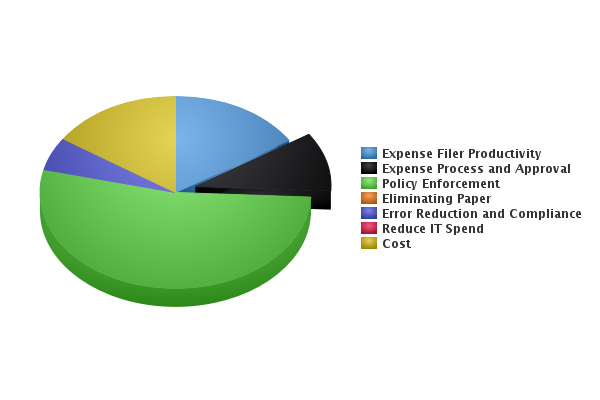 Expense Filer Productivity
Expense Process and Approval
Policy Enforcement
Eliminating Paper
Error Reduction and Compliance
Reduce IT Spend
Cost